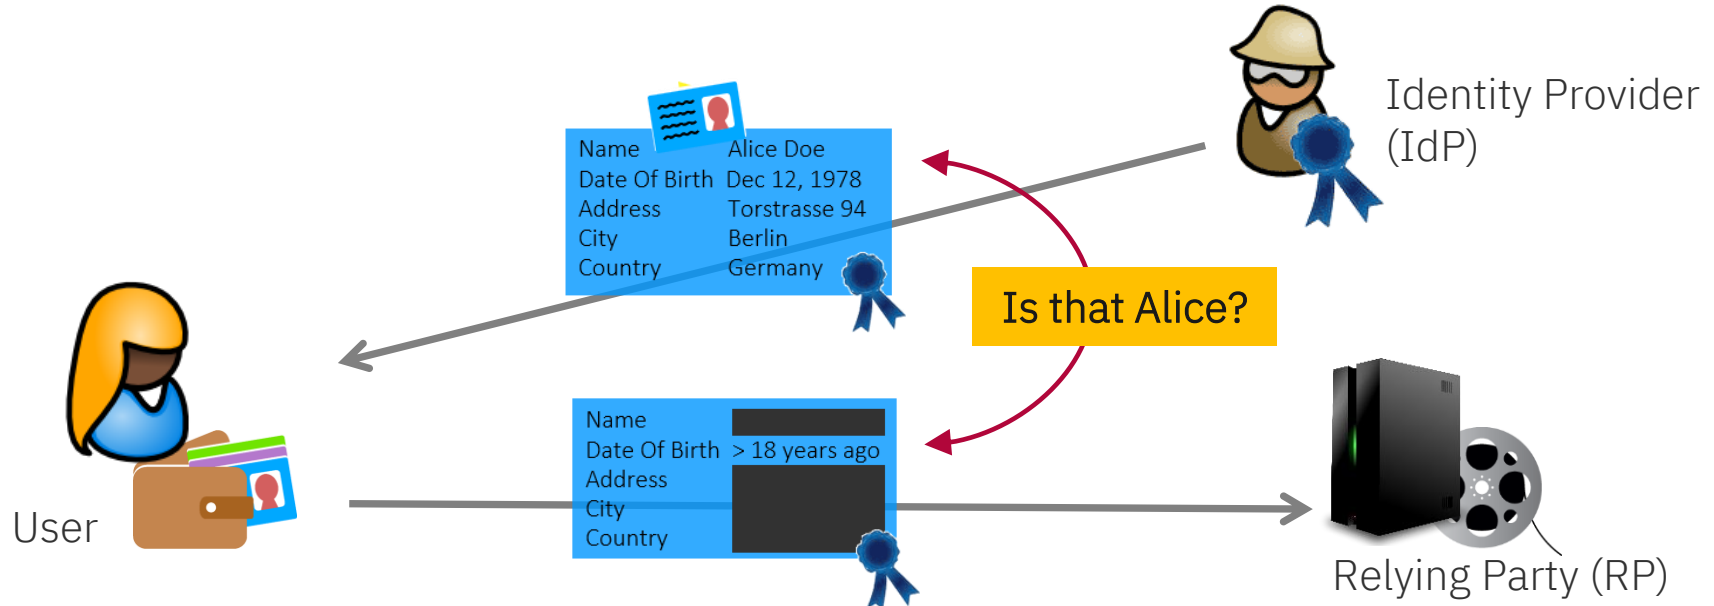 Identity Provider
(IdP)
Name Alice Doe
Date Of Birth Dec 12, 1978
Address Torstrasse 94
City Berlin
Country Germany
Is that Alice?
Name
Date Of Birth > 18 years ago
Address
City
Country
User
Relying Party (RP)